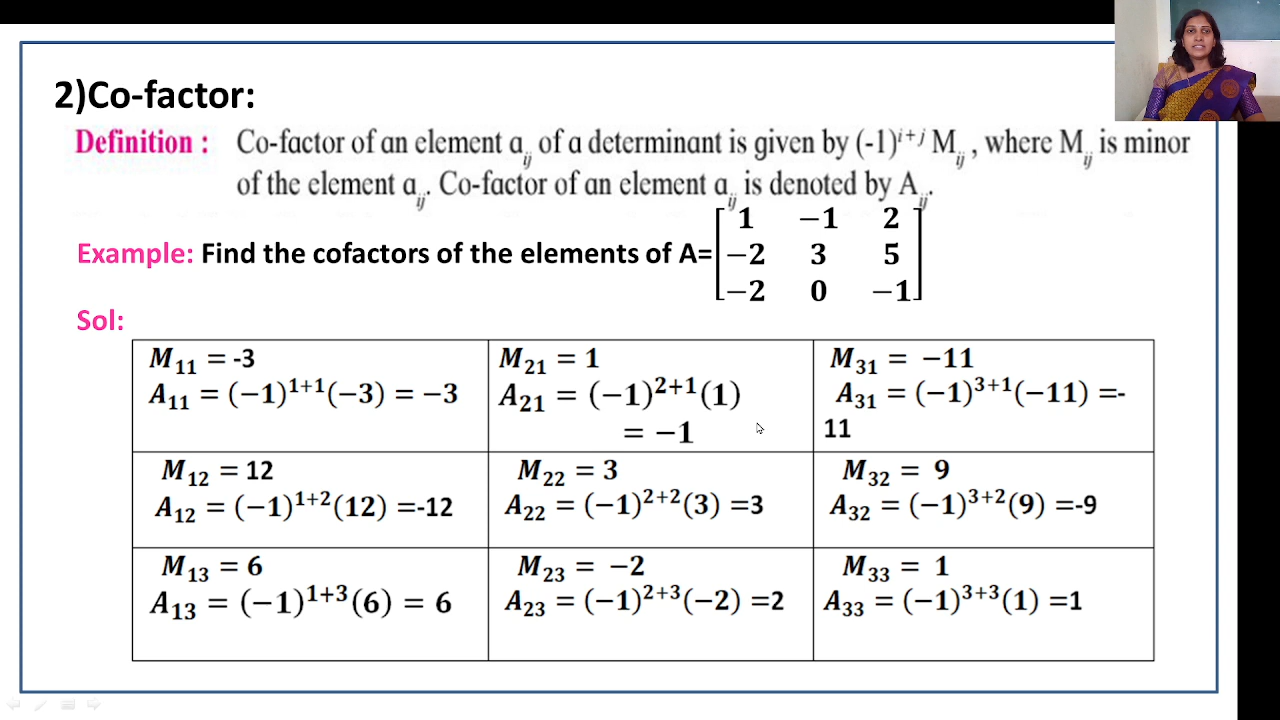 2)Co-factor:
Definition : Co-factor of an element a_ij of a determinant is given by (-1)^{i+j} M_ij , where M_ij is minor
of the element a_ij. Co-factor of an element a_ij is denoted by A_ij.
Example: Find the cofactors of the elements of A=
1 −1 2
−2 3 5
−2 0 −1
Sol:
M₁₁ = -3
A₁₁ = (−1)^{1+1}(−3) = −3
M₂₁ = 1
A₂₁ = (−1)^{2+1}(1)
= −1
M₃₁ = −11
A₃₁ = (−1)^{3+1}(−11) =-
11
M₁₂ = 12
A₁₂ = (−1)^{1+2}(12) =-12
M₂₂ = 3
A₂₂ = (−1)^{2+2}(3) =3
M₃₂ = 9
A₃₂ = (−1)^{3+2}(9) =-9
M₁₃ = 6
A₁₃ = (−1)^{1+3}(6) = 6
M₂₃ = −2
A₂₃ = (−1)^{2+3}(−2) =2
M₃₃ = 1
A₃₃ = (−1)^{3+3}(1) =1